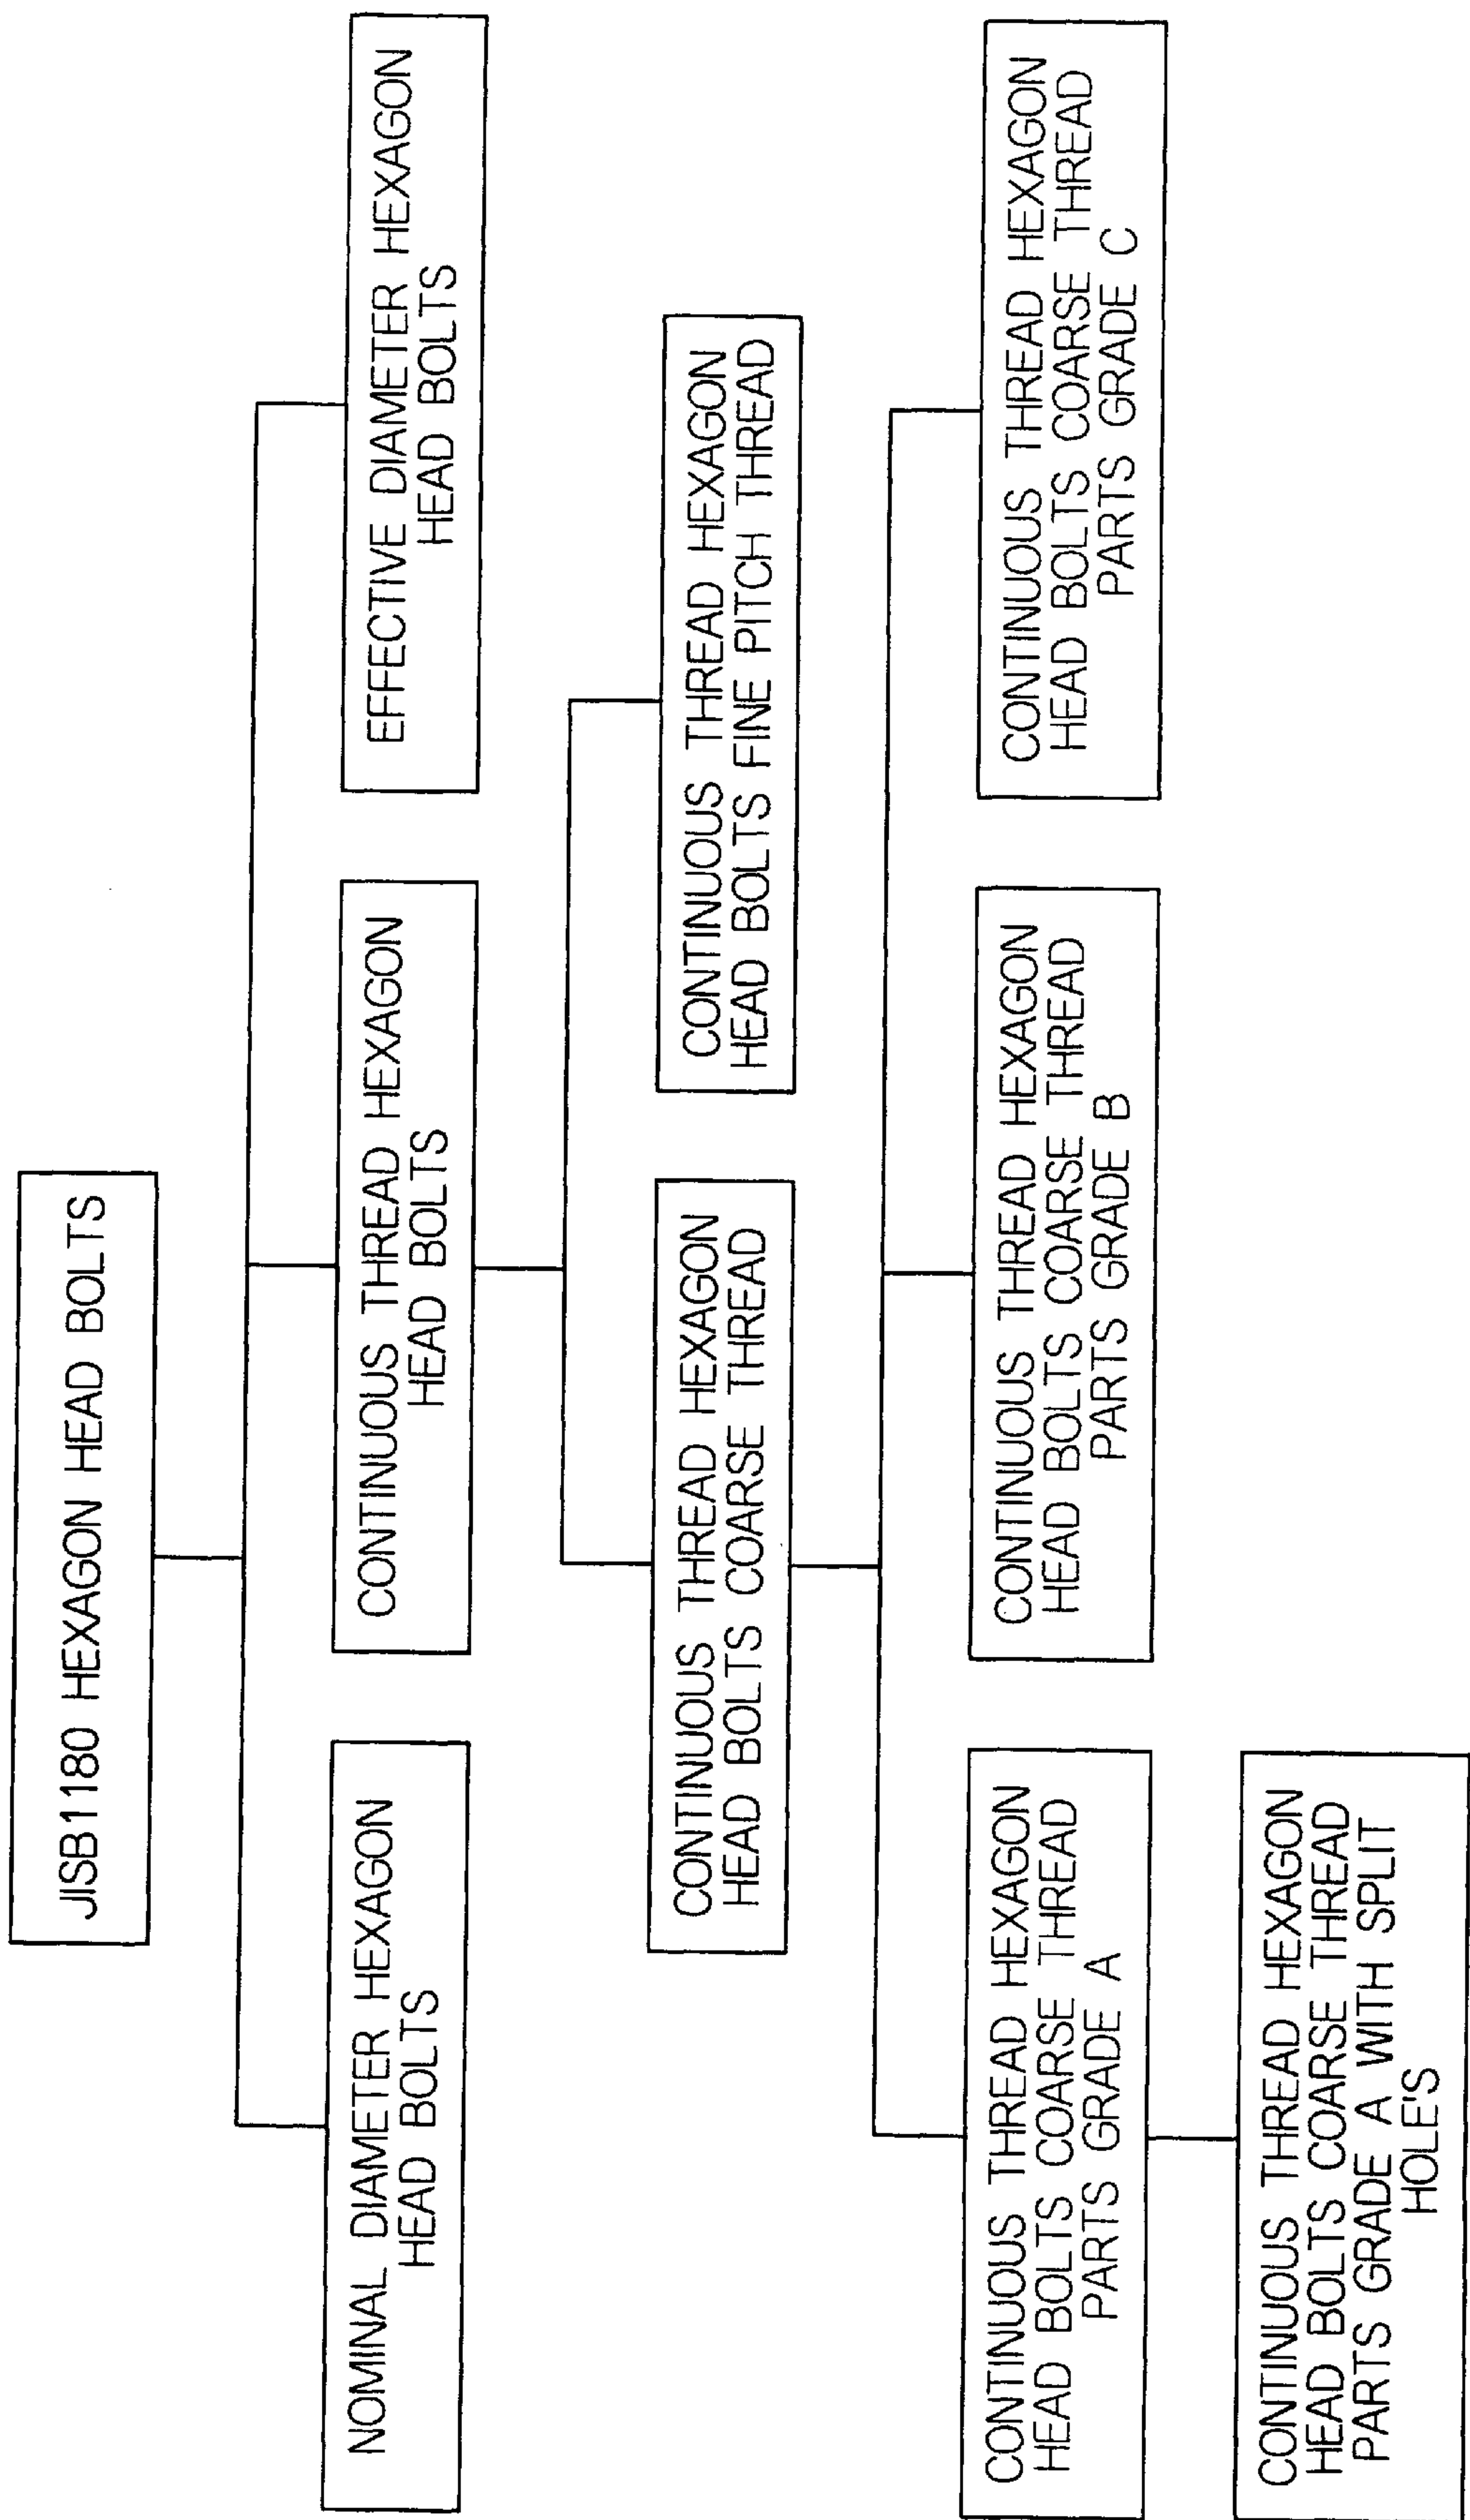 JISB1180 HEXAGON HEAD BOLTS
NOMINAL DIAMETER HEXAGON
HEAD BOLTS
CONTINUOUS THREAD HEXAGON
HEAD BOLTS
EFFECTIVE DIAMETER HEXAGON
HEAD BOLTS
CONTINUOUS THREAD HEXAGON
HEAD BOLTS COARSE THREAD
CONTINUOUS THREAD HEXAGON
HEAD BOLTS FINE PITCH THREAD
CONTINUOUS THREAD HEXAGON
HEAD BOLTS COARSE THREAD
PARTS GRADE A
CONTINUOUS THREAD HEXAGON
HEAD BOLTS COARSE THREAD
PARTS GRADE B
CONTINUOUS THREAD HEXAGON
HEAD BOLTS COARSE THREAD
PARTS GRADE C
CONTINUOUS THREAD HEXAGON
HEAD BOLTS COARSE THREAD
PARTS GRADE A WITH SPLIT
HOLE'S